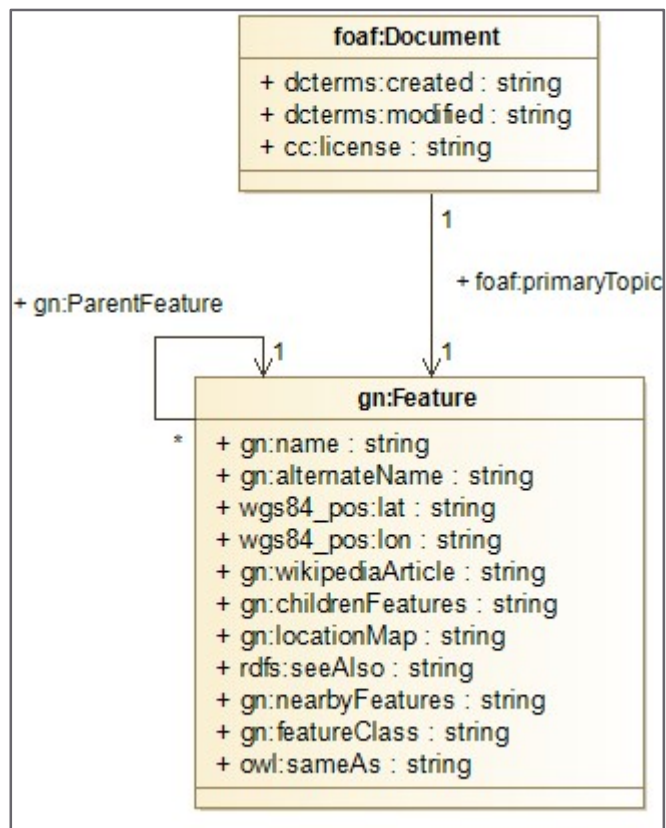 foaf:Document
+ dcterms:created : string
+ dcterms:modified : string
+ cc:license : string
1
+ foaf:primaryTopic
+ gn:ParentFeature
1
1
gn:Feature
*
+ gn:name : string
+ gn:alternateName : string
+ wgs84_pos:lat : string
+ wgs84_pos:lon : string
+ gn:wikipediaArticle : string
+ gn:childrenFeatures : string
+ gn:locationMap : string
+ rdfs:seeAlso : string
+ gn:nearbyFeatures : string
+ gn:featureClass : string
+ owl:sameAs : string